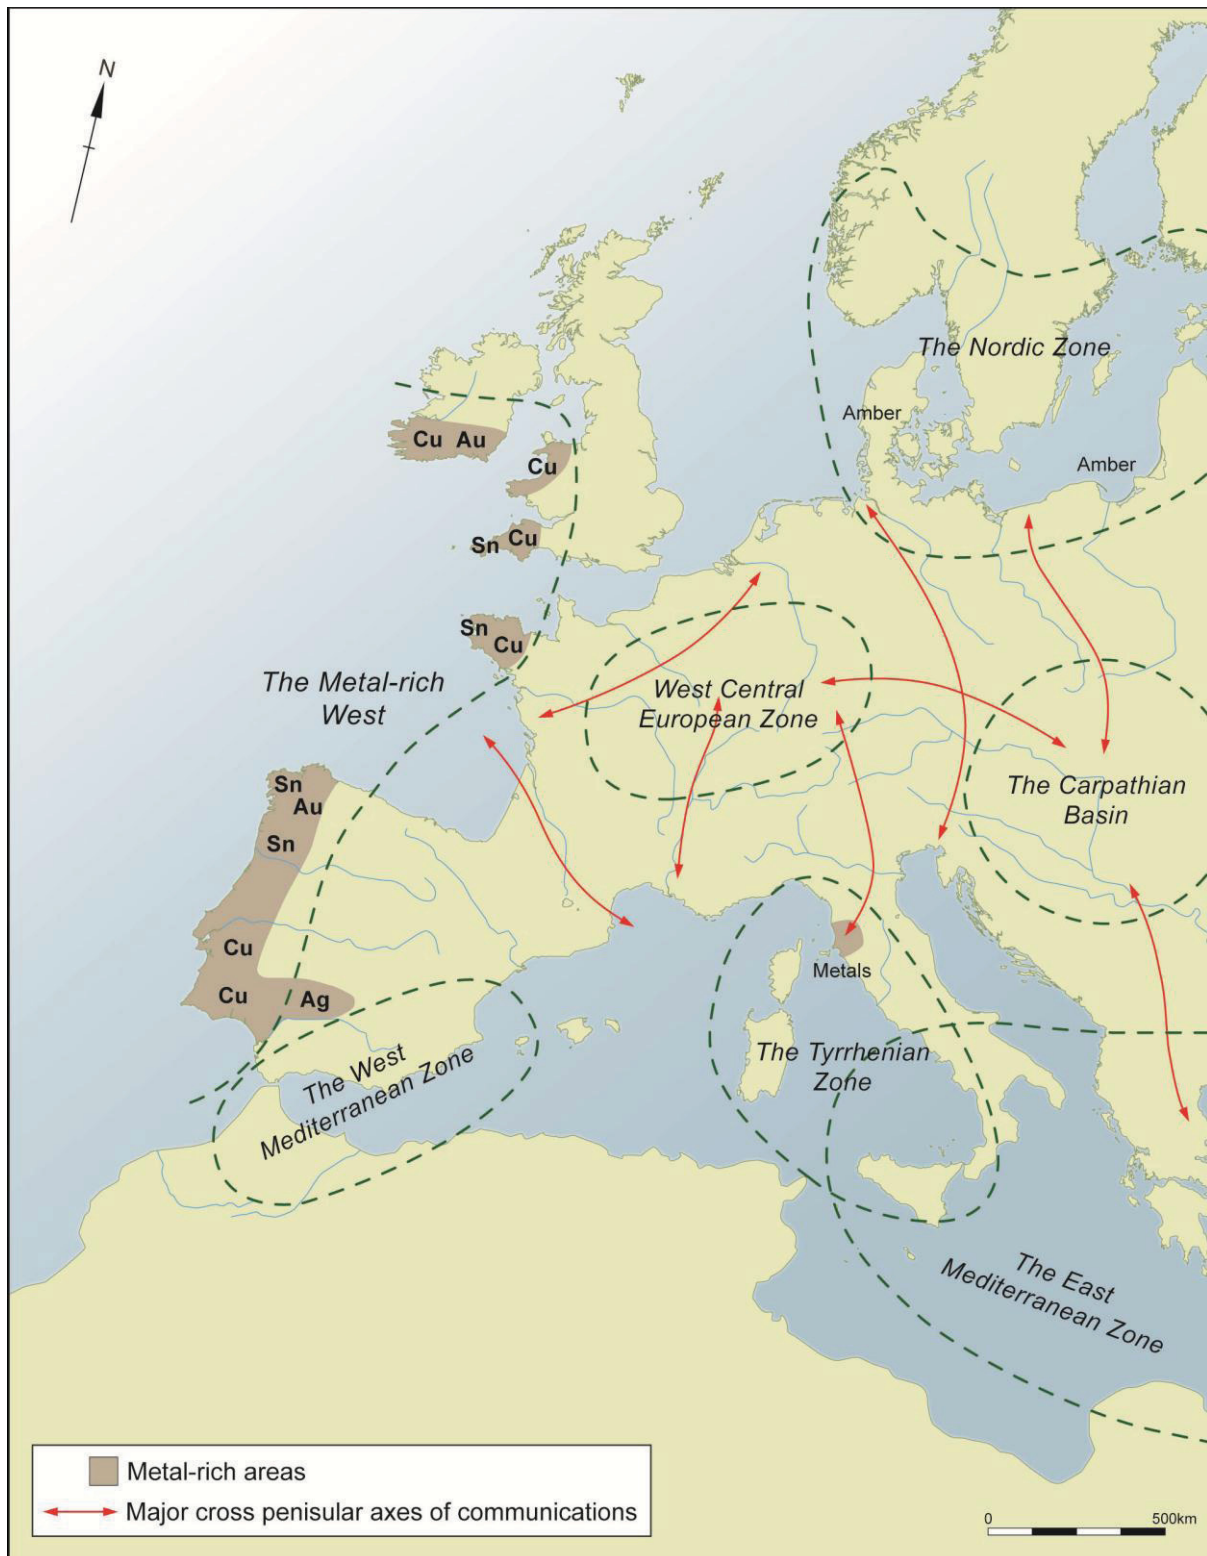 N
The Nordic Zone
Amber
Amber
Cu Au
Cu
Sn Cu
Sn
Cu
The Metal-rich
West
West Central
European Zone
The Carpathian
Basin
Sn
Au
Sn
Cu
Cu
Ag
Metals
The West
Mediterranean Zone
The Tyrrhenian
Zone
The East
Mediterranean Zone
Metal-rich areas
Major cross penisular axes of communications
0 500km